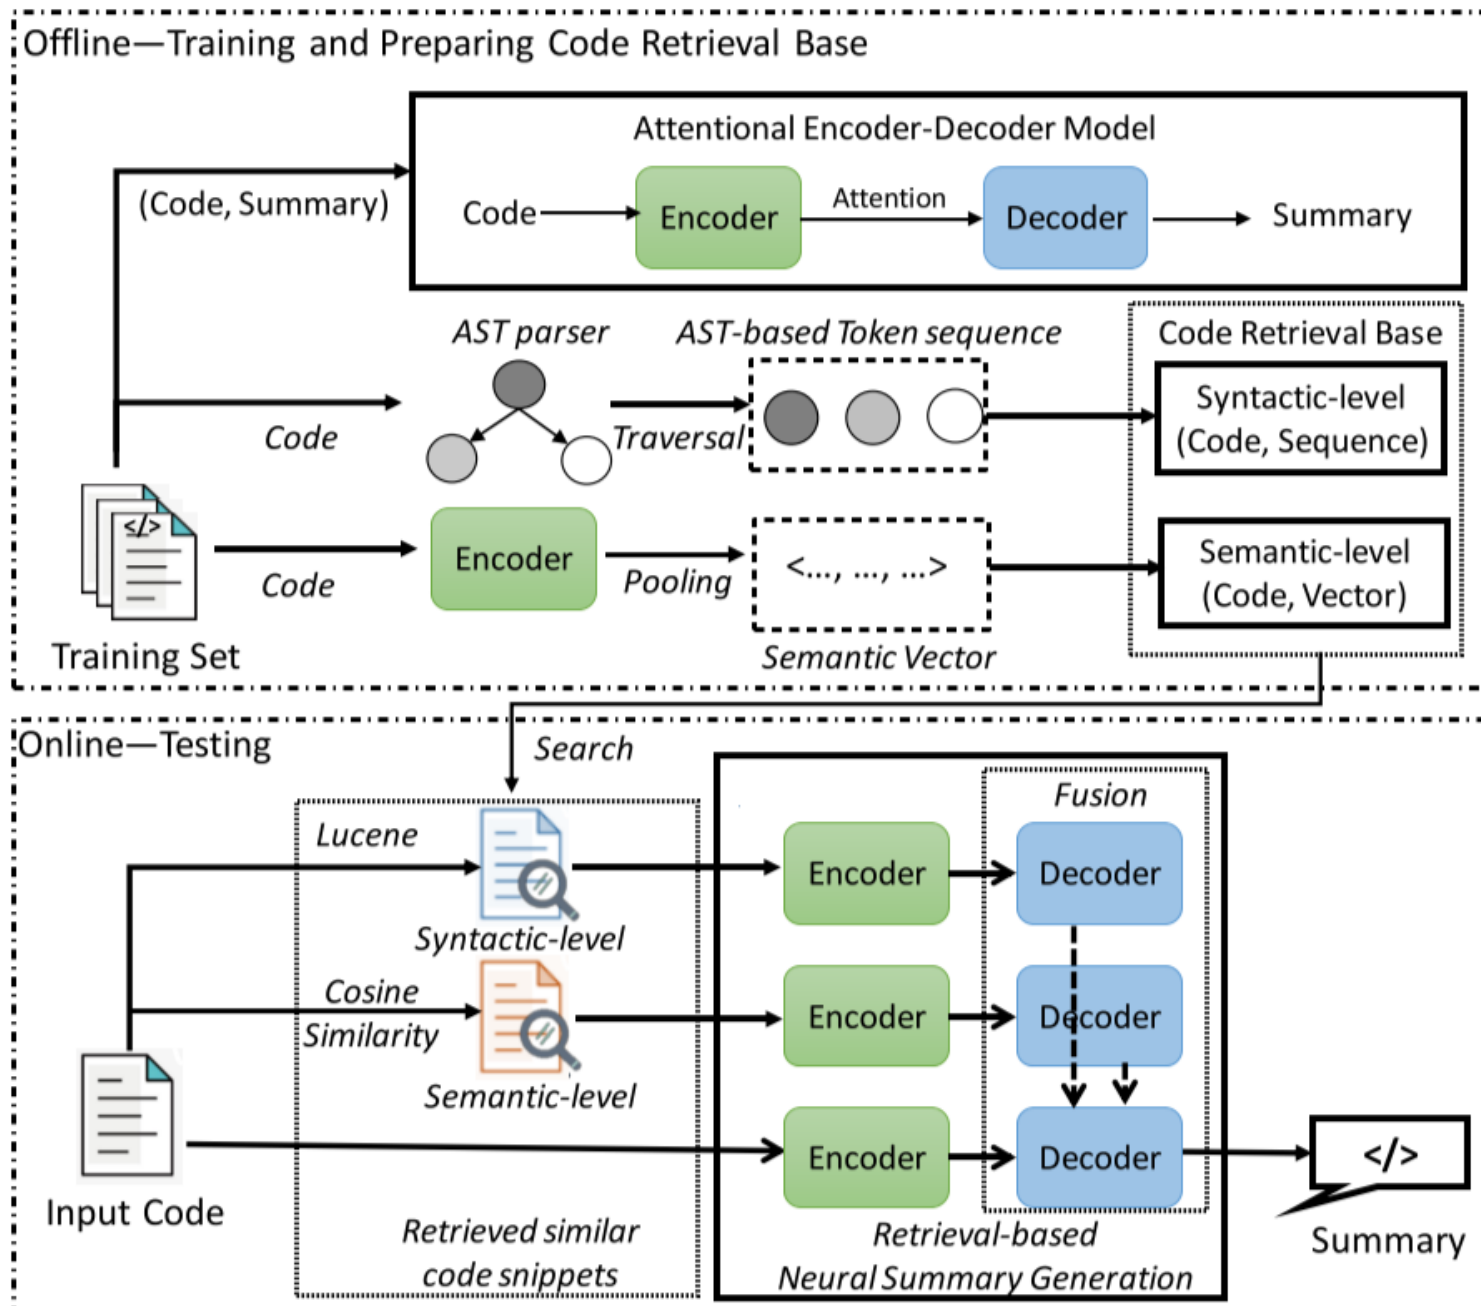 Offline—Training and Preparing Code Retrieval Base
Attentional Encoder-Decoder Model
(Code, Summary)
Code
Encoder
Attention
Decoder
Summary
AST parser
AST-based Token sequence
Code Retrieval Base
Code
Traversal
Syntactic-level
(Code, Sequence)
</>
Code
Encoder
Pooling
<..., ..., ...>
Semantic-level
(Code, Vector)
Training Set
Semantic Vector
Online—Testing
Search
Lucene
Syntactic-level
Cosine
Similarity
Semantic-level
Input Code
Retrieved similar
code snippets
Fusion
Encoder
Decoder
Encoder
Decoder
Encoder
Decoder
Retrieval-based
Neural Summary Generation
</>
Summary